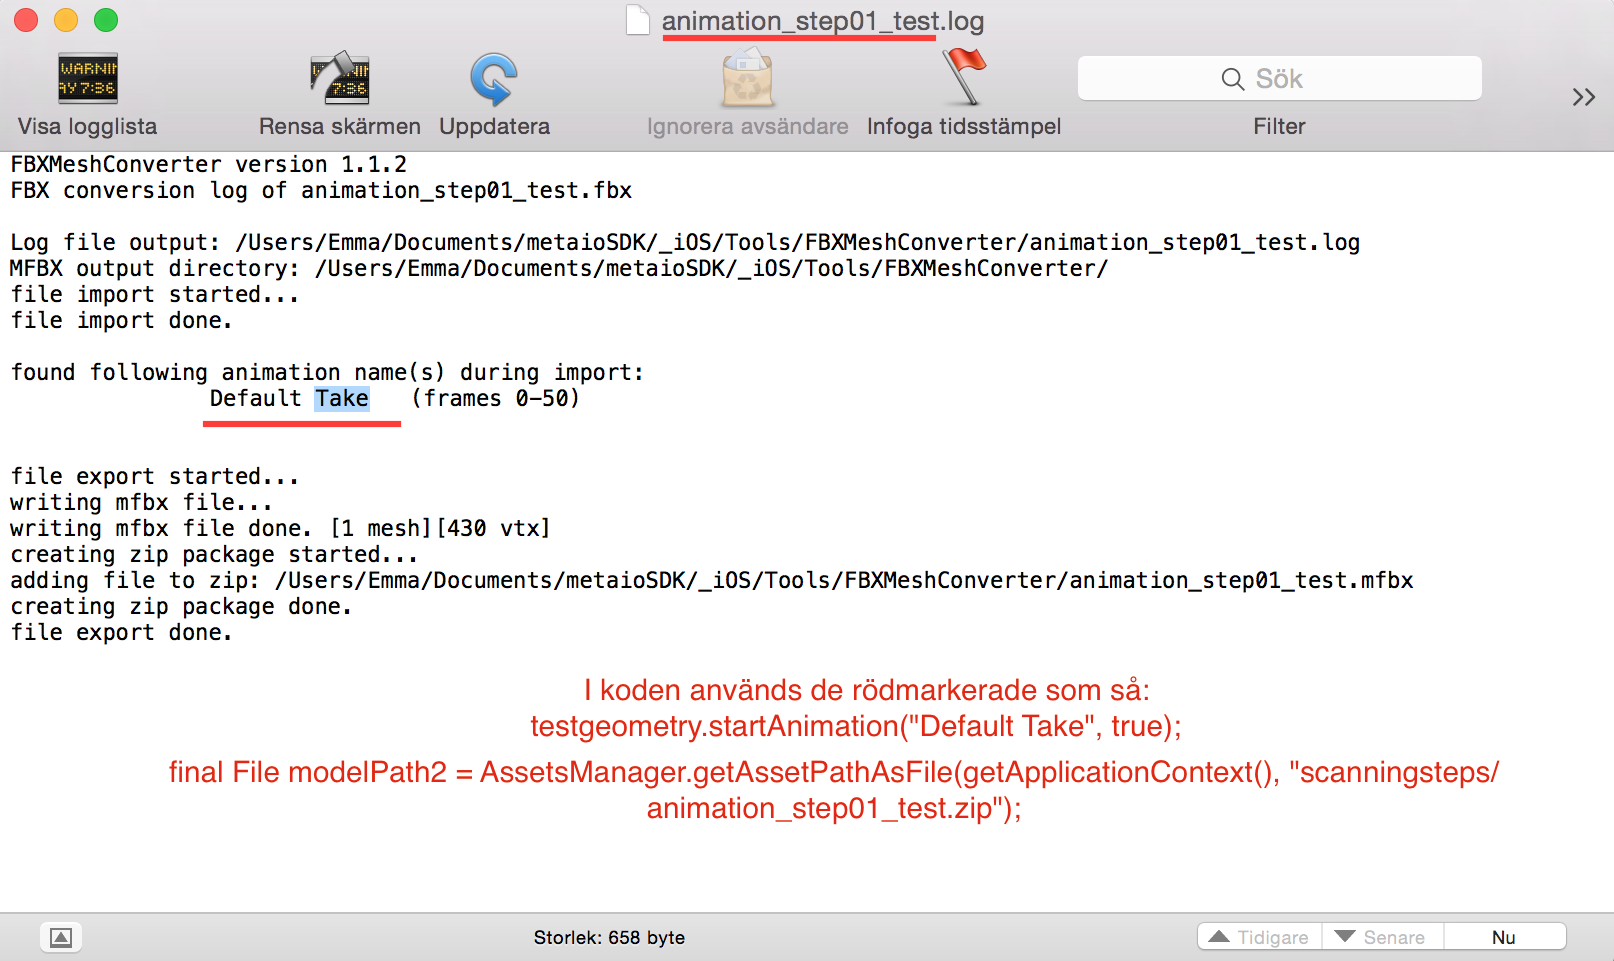 animation_step01_test.log
WARNIN
AY 7:36
7:36
Sök
Visa logglista
Rensa skärmen
Uppdatera
Ignorera avsändare
Infoga tidsstämpel
Filter
FBXMeshConverter version 1.1.2
FBX conversion log of animation_step01_test.fbx
Log file output: /Users/Emma/Documents/metaioSDK/_iOS/Tools/FBXMeshConverter/animation_step01_test.log
MFBX output directory: /Users/Emma/Documents/metaioSDK/_iOS/Tools/FBXMeshConverter/
file import started...
file import done.
found following animation name(s) during import:
Default Take (frames 0-50)
file export started...
writing mfbx file...
writing mfbx file done. [1 mesh][430 vtx]
creating zip package started...
adding file to zip: /Users/Emma/Documents/metaioSDK/_iOS/Tools/FBXMeshConverter/animation_step01_test.mfbx
creating zip package done.
file export done.
I koden används de rödmarkerade som så:
testgeometry.startAnimation("Default Take", true);
final File modelPath2 = AssetsManager.getAssetPathAsFile(getApplicationContext(), "scanningsteps/
animation_step01_test.zip");
Storlek: 658 byte
Tidigare
Senare
Nu